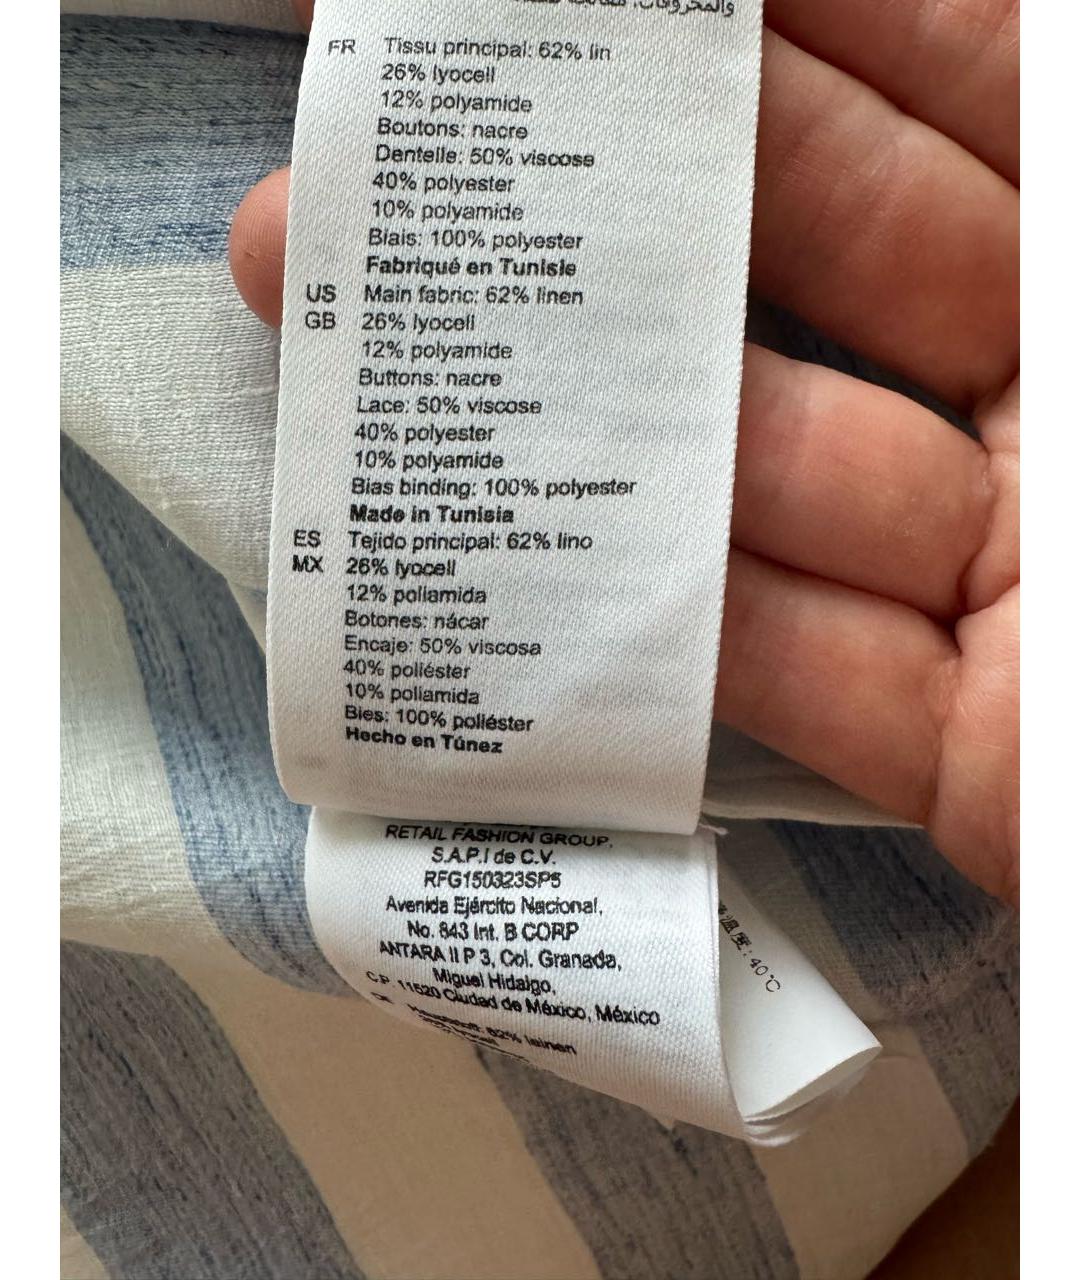 FR Tissu principal: 62% lin
26% lyocell
12% polyamide
Boutons: nacre
Dentelle: 50% viscose
40% polyester
10% polyamide
Biais: 100% polyester
Fabriqué en Tunisie
US Main fabric: 62% linen
GB 26% lyocell
12% polyamide
Buttons: nacre
Lace: 50% viscose
40% polyester
10% polyamide
Bias binding: 100% polyester
Made in Tunisia
ES Tejido principal: 62% lino
MX 26% lyocell
12% poliamida
Botones: nácar
Encaje: 50% viscosa
40% poliéster
10% poliamida
Bies: 100% poliéster
Hecho en Túnez
RETAIL FASHION GROUP,
S.A.P.I de C.V.
RFG150323SP5
Avenida Ejército Nacional,
No. 843 Int. B CORP
ANTARA II P 3, Col. Granada,
Miguel Hidalgo,
C.P. 11520 Ciudad de México, México
62% leinen
温度: 40℃